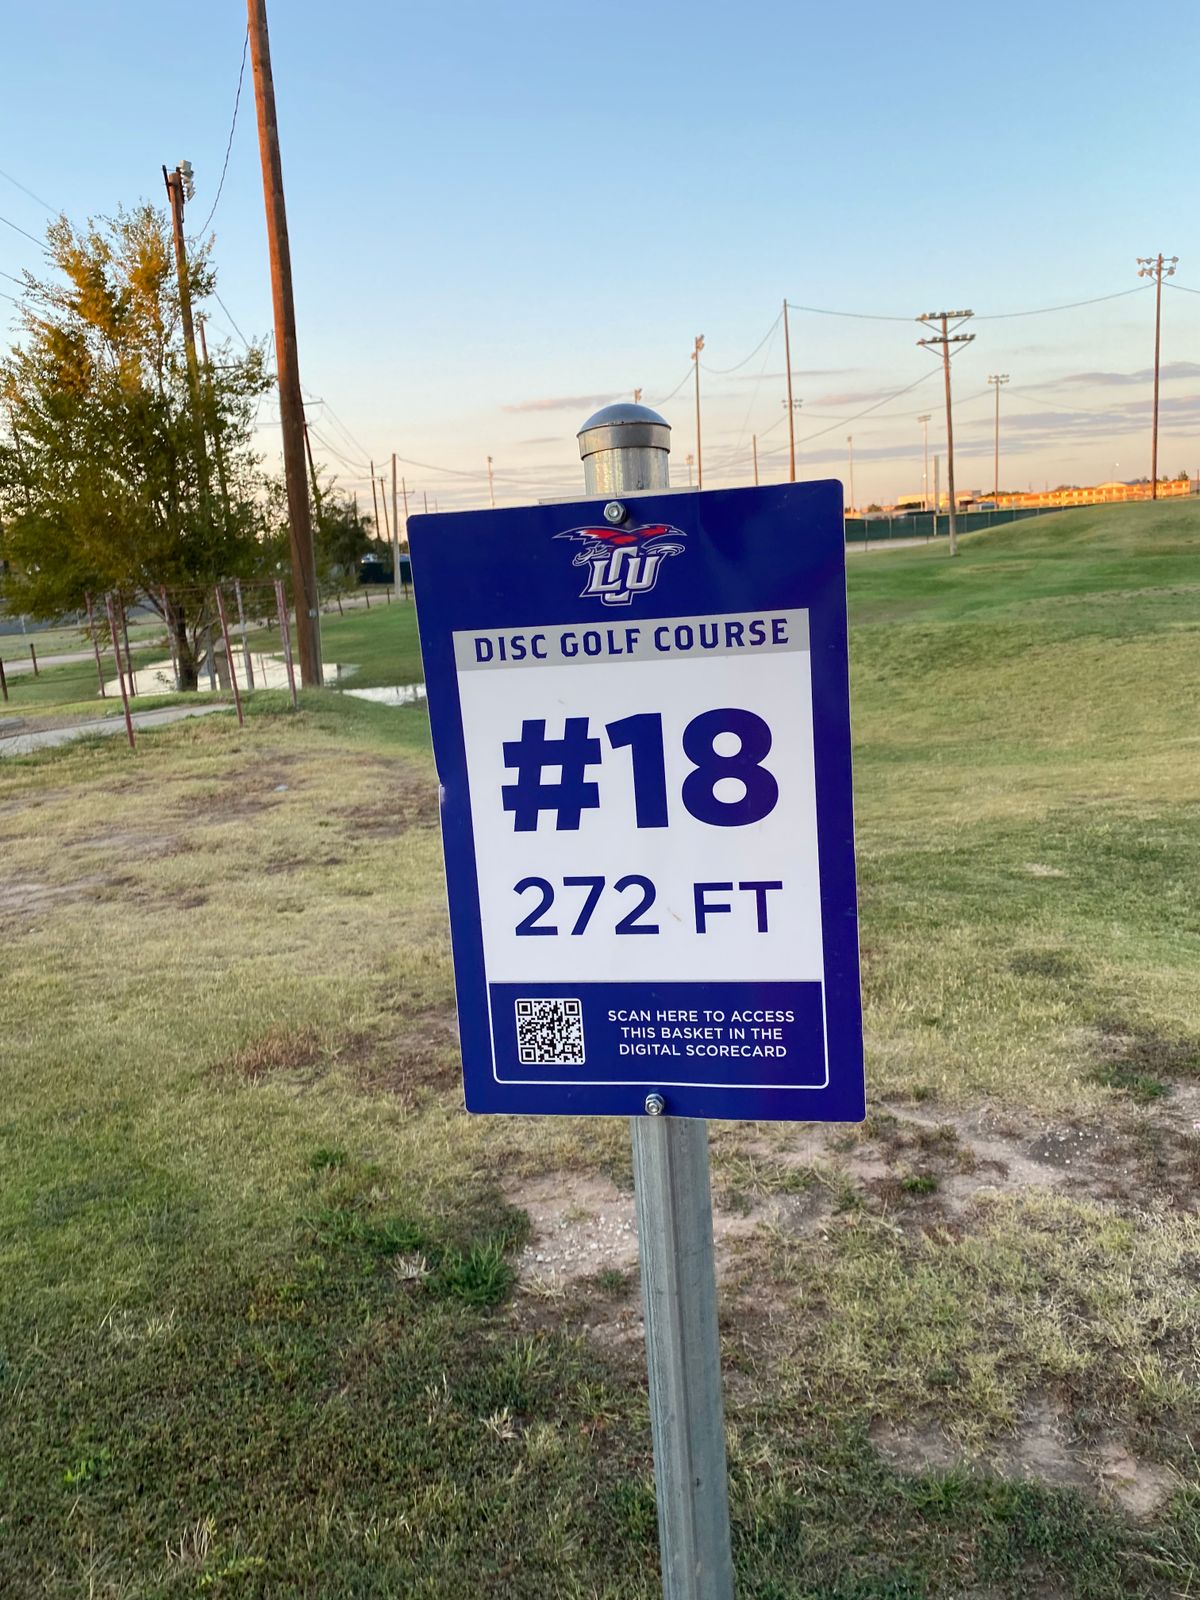 LCU
DISC GOLF COURSE
#18
272 FT
SCAN HERE TO ACCESS
THIS BASKET IN THE
DIGITAL SCORECARD